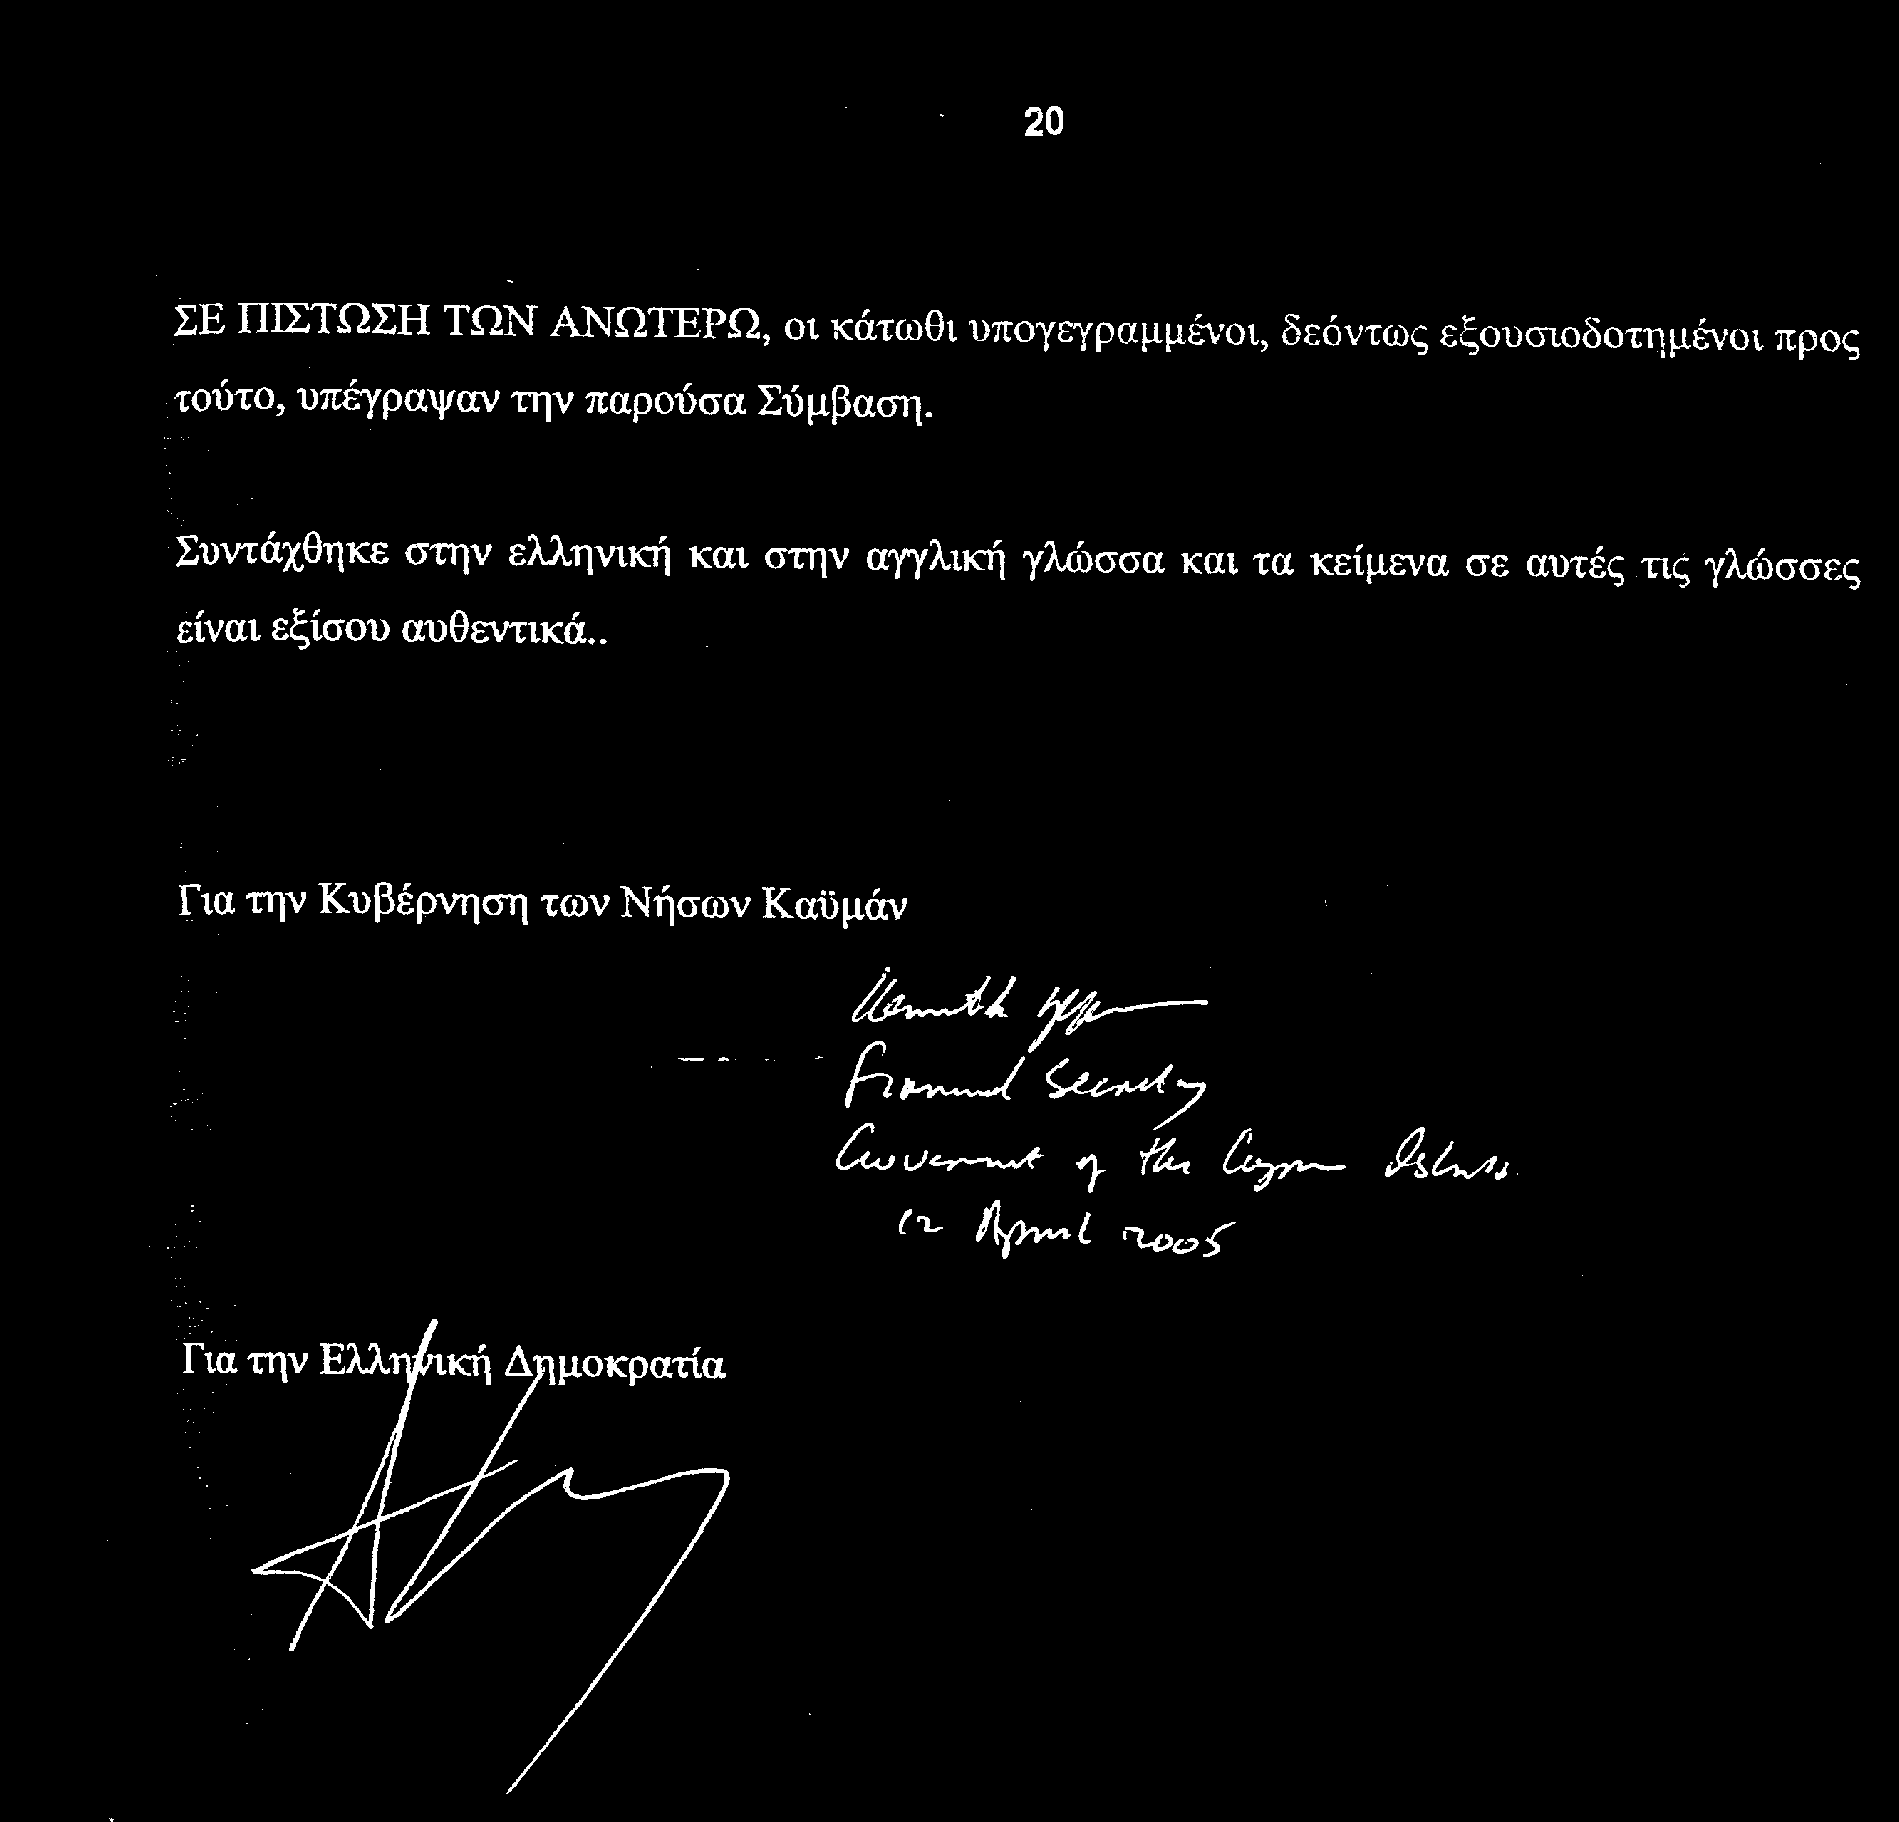 20
ΣΕ ΠΙΣΤΩΣΗ ΤΩΝ ΑΝΩΤΕΡΩ, οι κάτωθι υπογεγραμμένοι, δεόντως εξουσιοδοτημένοι προς
τούτο, υπέγραψαν την παρούσα Σύμβαση.
Συντάχθηκε στην ελληνική και στην αγγλική γλώσσα και τα κείμενα σε αυτές τις γλώσσες
είναι εξίσου αυθεντικά..
Για την Κυβέρνηση των Νήσων Καϋμάν
Kenneth
Financial Secretary
Government of the Cayman Islands
12 April 2005
Για την Ελληνική Δημοκρατία